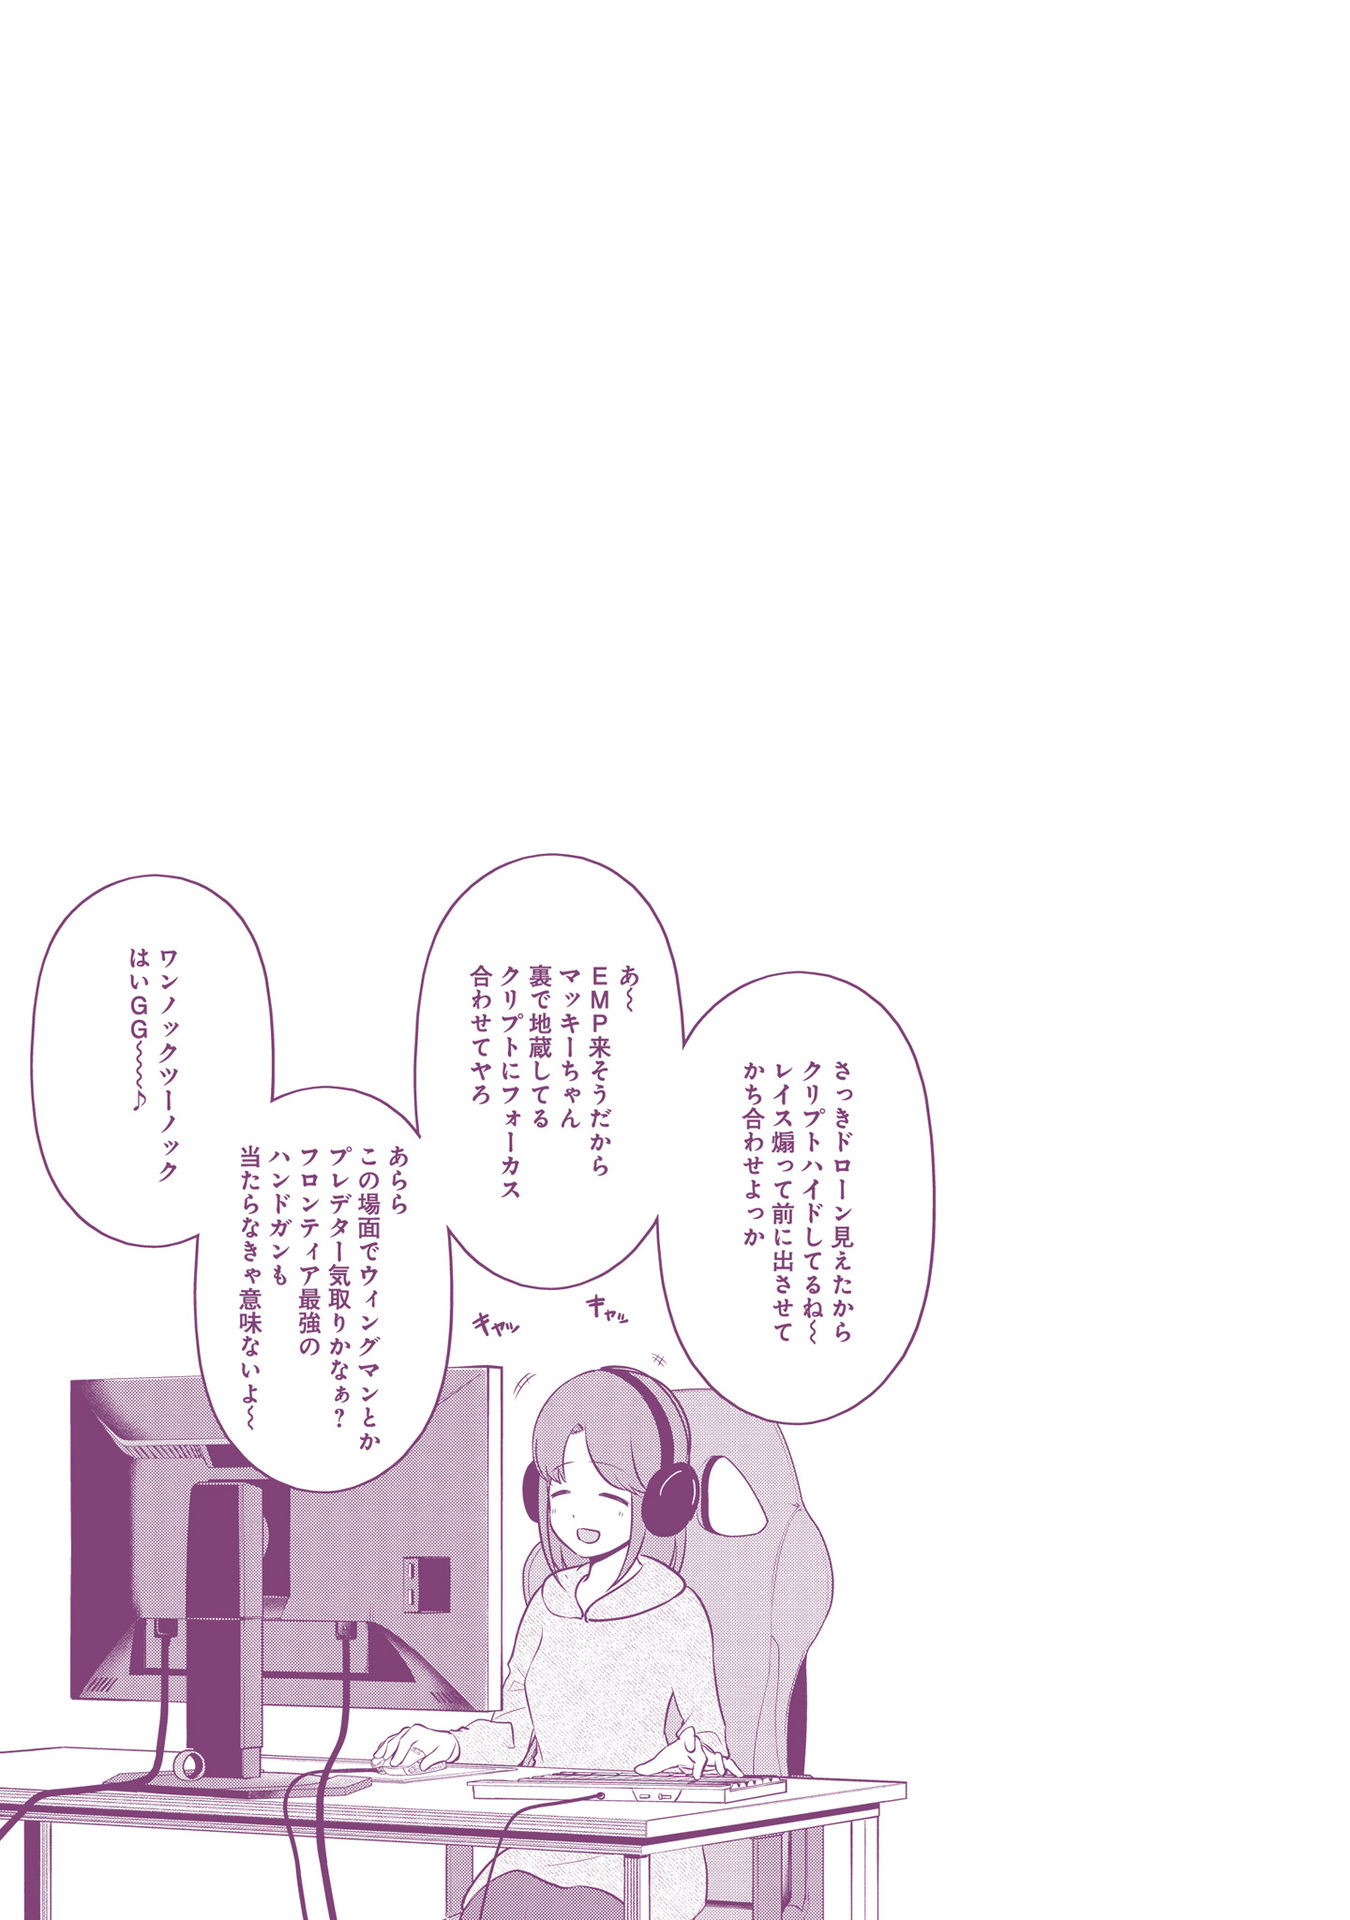 さっきドローン見えたから
クリプトハイドしてるね～
レイス煽って前に出させて
かち合わせよっか
あ～
EMP来そうだから
マッキーちゃん
裏で地蔵してる
クリプトにフォーカス
合わせてヤろ
あらら
この場面でウィングマンとか
プレデター気取りかなぁ?
フロンティア最強の
ハンドガンも
当たらなきゃ意味ないよ～
ワンノックツーノック
はいGG～～～♪
キャッ
キャッ